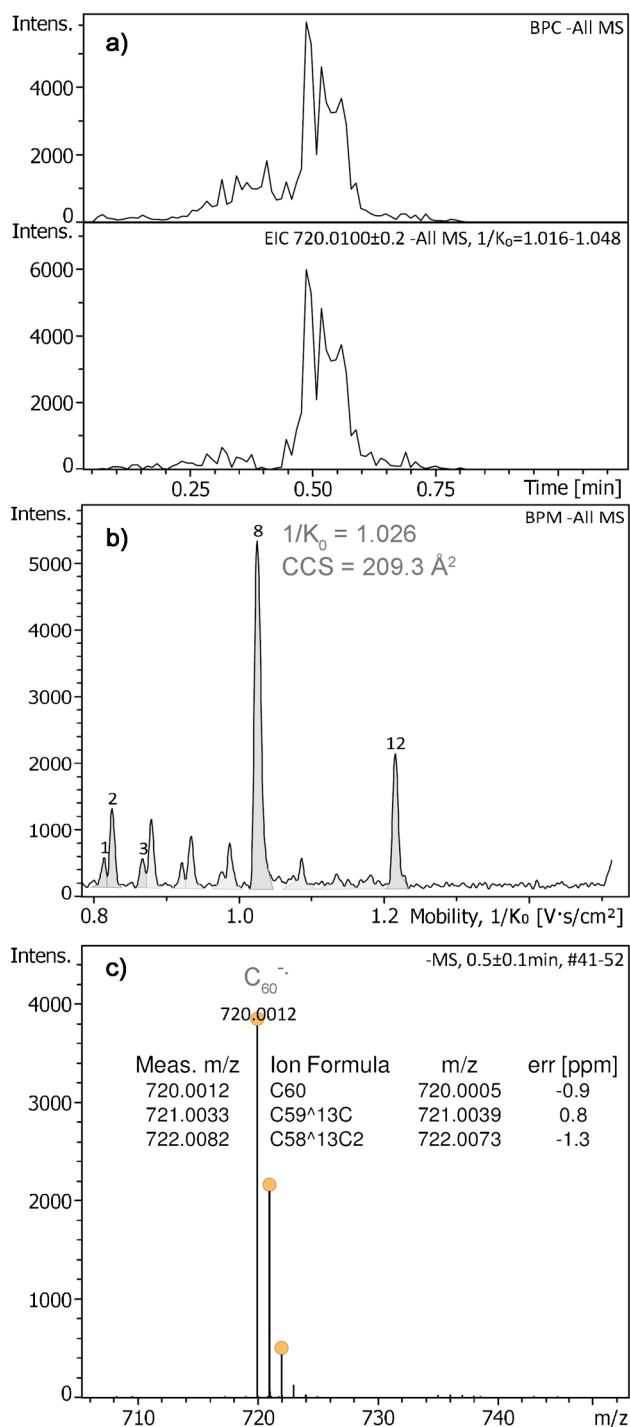 Intens.
a)
BPC -All MS
4000
2000
0
Intens.
EIC 720.0100±0.2 -All MS, 1/K₀=1.016-1.048
6000
4000
2000
0
0.25 0.50 0.75 Time [min]
Intens.
b)
BPM -All MS
8
1/K₀ = 1.026
CCS = 209.3 Å²
5000
4000
3000
2000
12
2
1000
1 3
0
0.8 1.0 1.2 Mobility, 1/K₀ [V·s/cm²]
Intens.
c)
-MS, 0.5±0.1min, #41-52
C₆₀⁻·
720.0012
4000
Meas. m/z Ion Formula m/z err [ppm]
720.0012 C60 720.0005 -0.9
3000
721.0033 C59^13C 721.0039 0.8
722.0082 C58^13C2 722.0073 -1.3
2000
1000
0
710 720 730 740 m/z